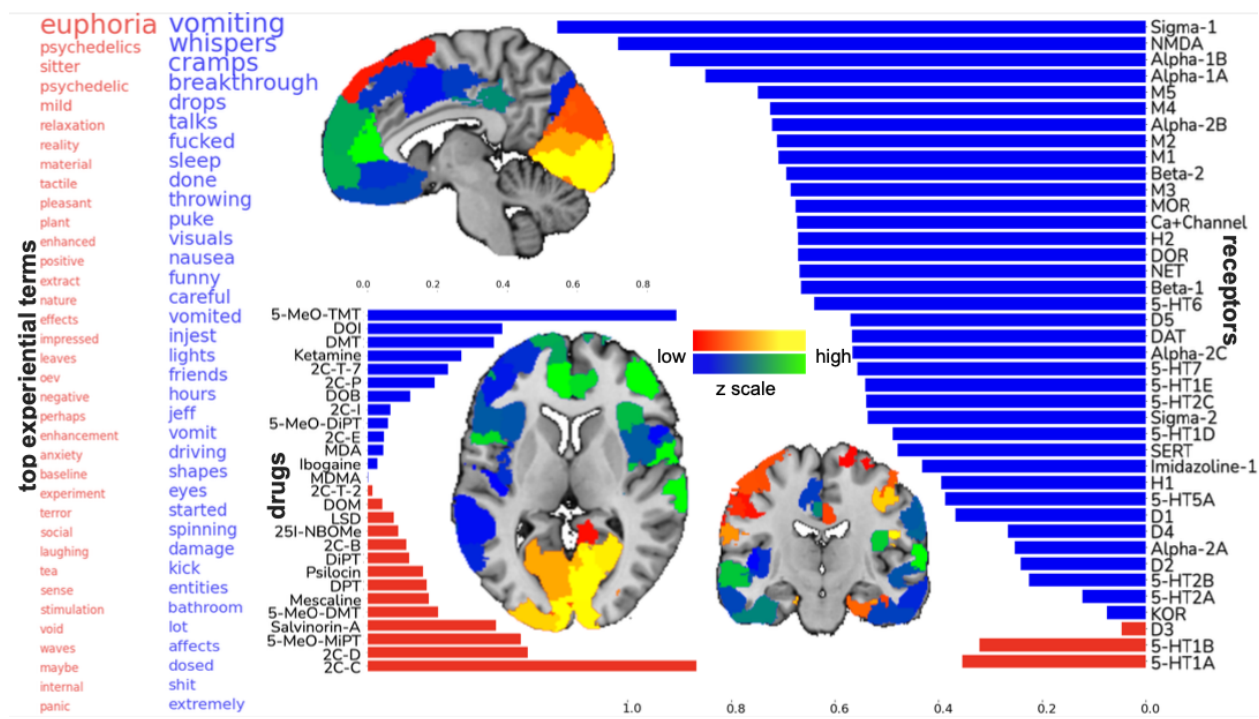 top experiential terms
euphoria
psychedelics
sitter
psychedelic
mild
relaxation
reality
material
tactile
pleasant
plant
enhanced
positive
extract
nature
effects
impressed
leaves
oev
negative
perhaps
enhancement
anxiety
baseline
experiment
terror
social
laughing
tea
sense
stimulation
void
waves
maybe
internal
panic
vomiting
whispers
cramps
breakthrough
drops
talks
fucked
sleep
done
throwing
puke
visuals
nausea
funny
careful
vomited
injest
lights
friends
hours
jeff
vomit
driving
shapes
eyes
started
spinning
damage
kick
entities
bathroom
lot
affects
dosed
shit
extremely
0.0 0.2 0.4 0.6 0.8
drugs
5-MeO-TMT
DOI
DMT
Ketamine
2C-T-7
2C-P
DOB
2C-I
5-MeO-DiPT
2C-E
MDA
Ibogaine
MDMA
2C-T-2
DOM
LSD
25I-NBOMe
2C-B
DiPT
Psilocin
DPT
Mescaline
5-MeO-DMT
Salvinorin-A
5-MeO-MiPT
2C-D
2C-C
low high
z scale
Sigma-1
NMDA
Alpha-1B
Alpha-1A
M5
M4
Alpha-2B
M2
M1
Beta-2
M3
MOR
Ca+Channel
H2
DOR
NET
Beta-1
5-HT6
D5
DAT
Alpha-2C
5-HT7
5-HT1E
5-HT2C
Sigma-2
5-HT1D
SERT
Imidazoline-1
H1
5-HT5A
D1
D4
Alpha-2A
D2
5-HT2B
5-HT2A
KOR
D3
5-HT1B
5-HT1A
receptors
1.0 0.8 0.6 0.4 0.2 0.0